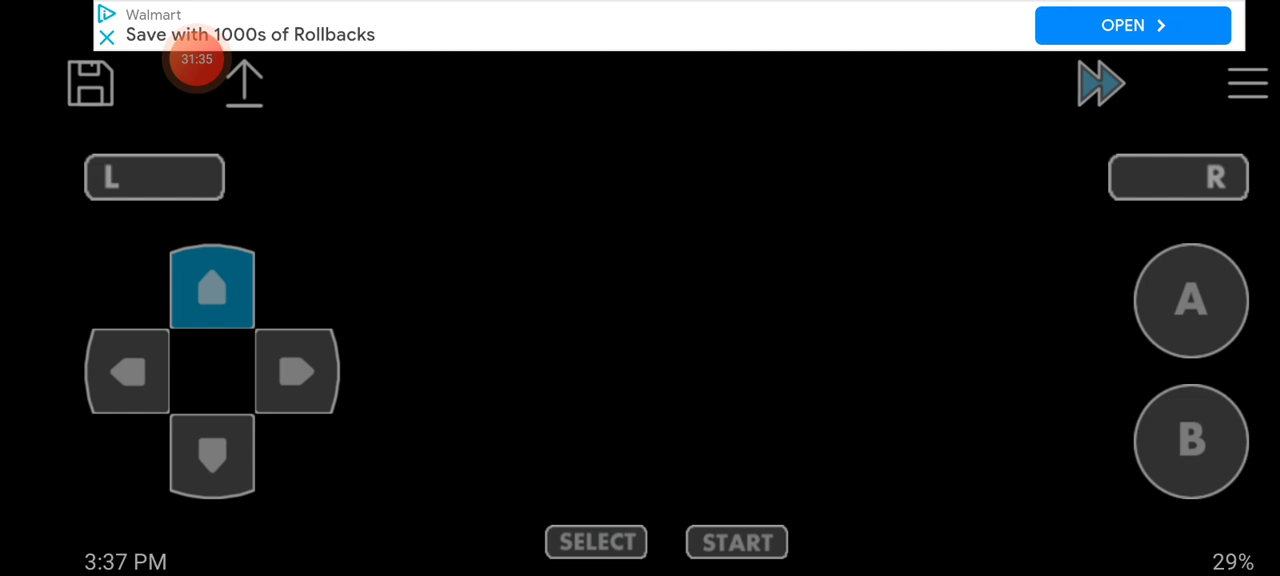 Walmart
Save with 1000s of Rollbacks
OPEN
31:35
L
R
A
B
SELECT
START
3:37 PM
29%